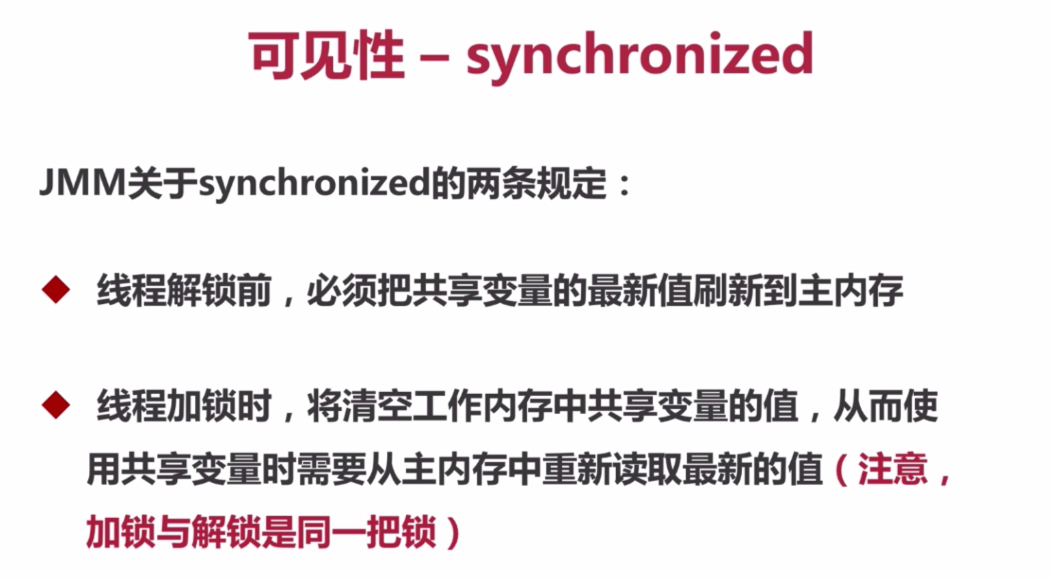 可见性 – synchronized
JMM关于synchronized的两条规定：
线程解锁前，必须把共享变量的最新值刷新到主内存
线程加锁时，将清空工作内存中共享变量的值，从而使
用共享变量时需要从主内存中重新读取最新的值（注意，
加锁与解锁是同一把锁）